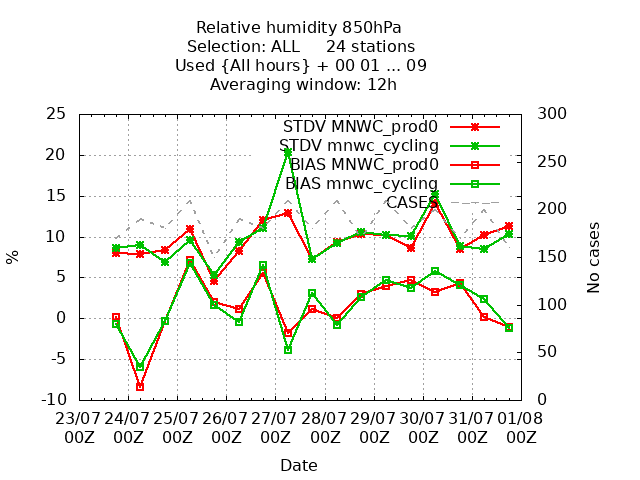 Relative humidity 850hPa
Selection: ALL 24 stations
Used {All hours} + 00 01 ... 09
Averaging window: 12h
25
20
15
10
5
0
-5
-10
%
300
250
200
150
100
50
0
No cases
STDV MNWC_prod0
STDV mnwc_cycling
BIAS MNWC_prod0
BIAS mnwc_cycling
CASES
23/07 24/07 25/07 26/07 27/07 28/07 29/07 30/07 31/07 01/08
00Z 00Z 00Z 00Z 00Z 00Z 00Z 00Z 00Z 00Z
Date